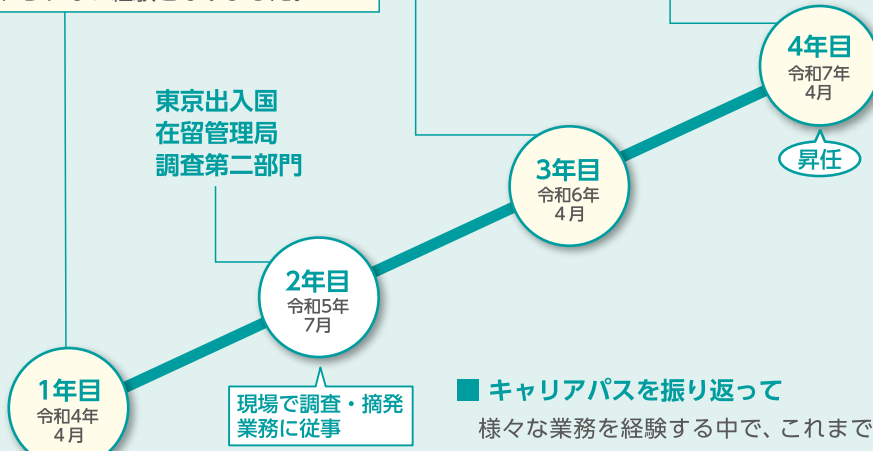 4年目
令和7年
4月
昇任
東京出入国
在留管理局
調査第二部門
3年目
令和6年
4月
2年目
令和5年
7月
現場で調査・摘発
業務に従事
1年目
令和4年
4月
■ キャリアパスを振り返って
様々な業務を経験する中で、これまで